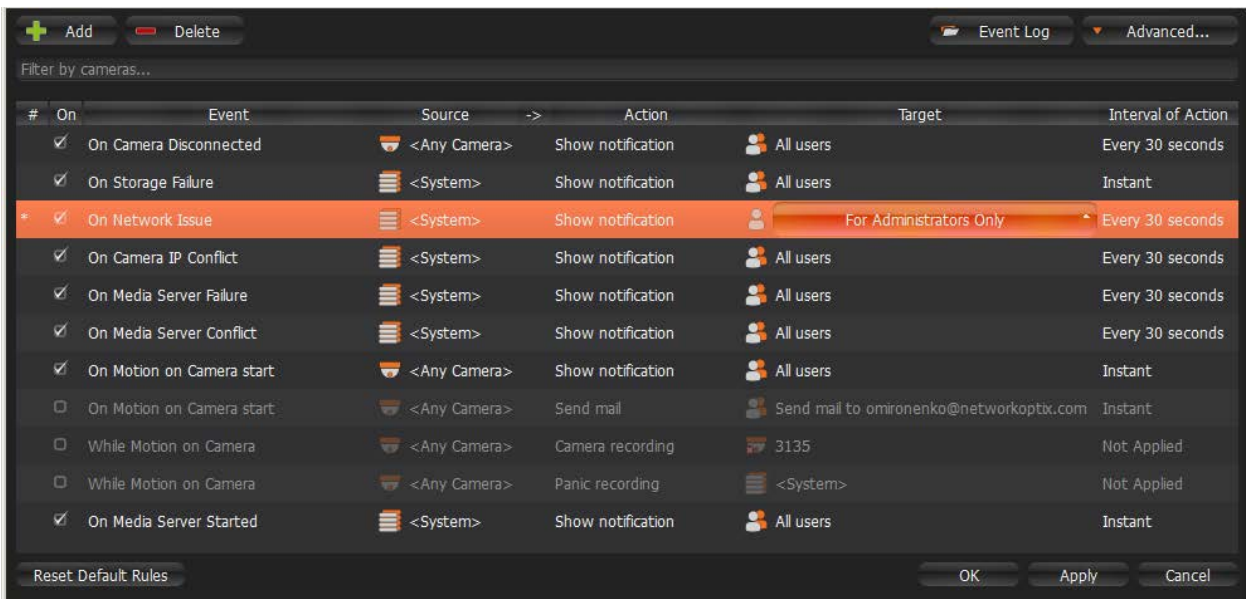 Add Delete Event Log Advanced...
Filter by cameras...
# On Event Source -> Action Target Interval of Action
On Camera Disconnected <Any Camera> Show notification All users Every 30 seconds
On Storage Failure <System> Show notification All users Instant
* On Network Issue <System> Show notification For Administrators Only Every 30 seconds
On Camera IP Conflict <System> Show notification All users Every 30 seconds
On Media Server Failure <System> Show notification All users Every 30 seconds
On Media Server Conflict <System> Show notification All users Every 30 seconds
On Motion on Camera start <Any Camera> Show notification All users Instant
On Motion on Camera start <Any Camera> Send mail Send mail to omironenko@networkoptix.com Instant
While Motion on Camera <Any Camera> Camera recording 3135 Not Applied
While Motion on Camera <Any Camera> Panic recording <System> Not Applied
On Media Server Started <System> Show notification All users Instant
Reset Default Rules OK Apply Cancel